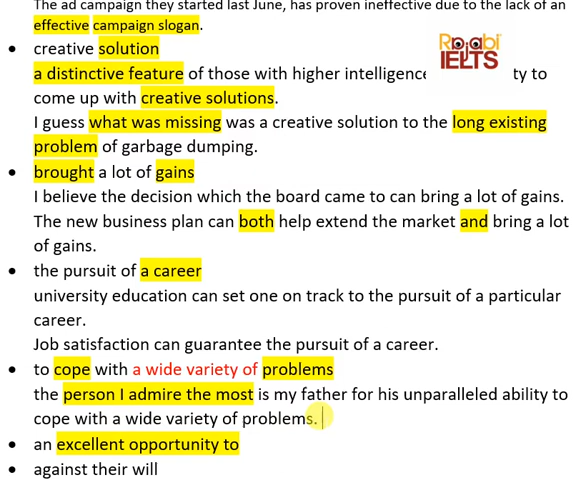 The ad campaign they started last June, has proven ineffective due to the lack of an
effective campaign slogan.
• creative solution
a distinctive feature of those with higher intelligence ty to
come up with creative solutions.
I guess what was missing was a creative solution to the long existing
problem of garbage dumping.
• brought a lot of gains
I believe the decision which the board came to can bring a lot of gains.
The new business plan can both help extend the market and bring a lot
of gains.
• the pursuit of a career
university education can set one on track to the pursuit of a particular
career.
Job satisfaction can guarantee the pursuit of a career.
• to cope with a wide variety of problems
the person I admire the most is my father for his unparalleled ability to
cope with a wide variety of problems.
• an excellent opportunity to
• against their will
Rajabi
IELTS